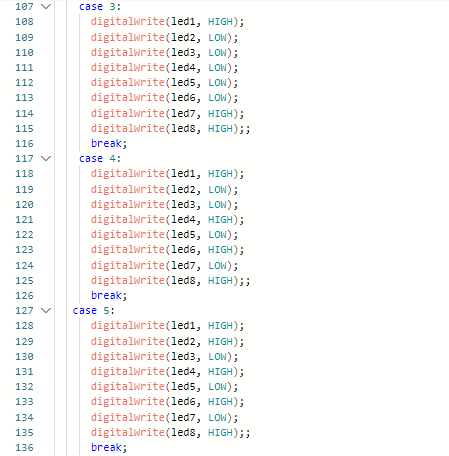 107 case 3:
108 digitalWrite(led1, HIGH);
109 digitalWrite(led2, LOW);
110 digitalWrite(led3, LOW);
111 digitalWrite(led4, LOW);
112 digitalWrite(led5, LOW);
113 digitalWrite(led6, LOW);
114 digitalWrite(led7, HIGH);
115 digitalWrite(led8, HIGH);;
116 break;
117 case 4:
118 digitalWrite(led1, HIGH);
119 digitalWrite(led2, LOW);
120 digitalWrite(led3, LOW);
121 digitalWrite(led4, HIGH);
122 digitalWrite(led5, LOW);
123 digitalWrite(led6, HIGH);
124 digitalWrite(led7, LOW);
125 digitalWrite(led8, HIGH);;
126 break;
127 case 5:
128 digitalWrite(led1, HIGH);
129 digitalWrite(led2, HIGH);
130 digitalWrite(led3, LOW);
131 digitalWrite(led4, HIGH);
132 digitalWrite(led5, LOW);
133 digitalWrite(led6, HIGH);
134 digitalWrite(led7, LOW);
135 digitalWrite(led8, HIGH);;
136 break;